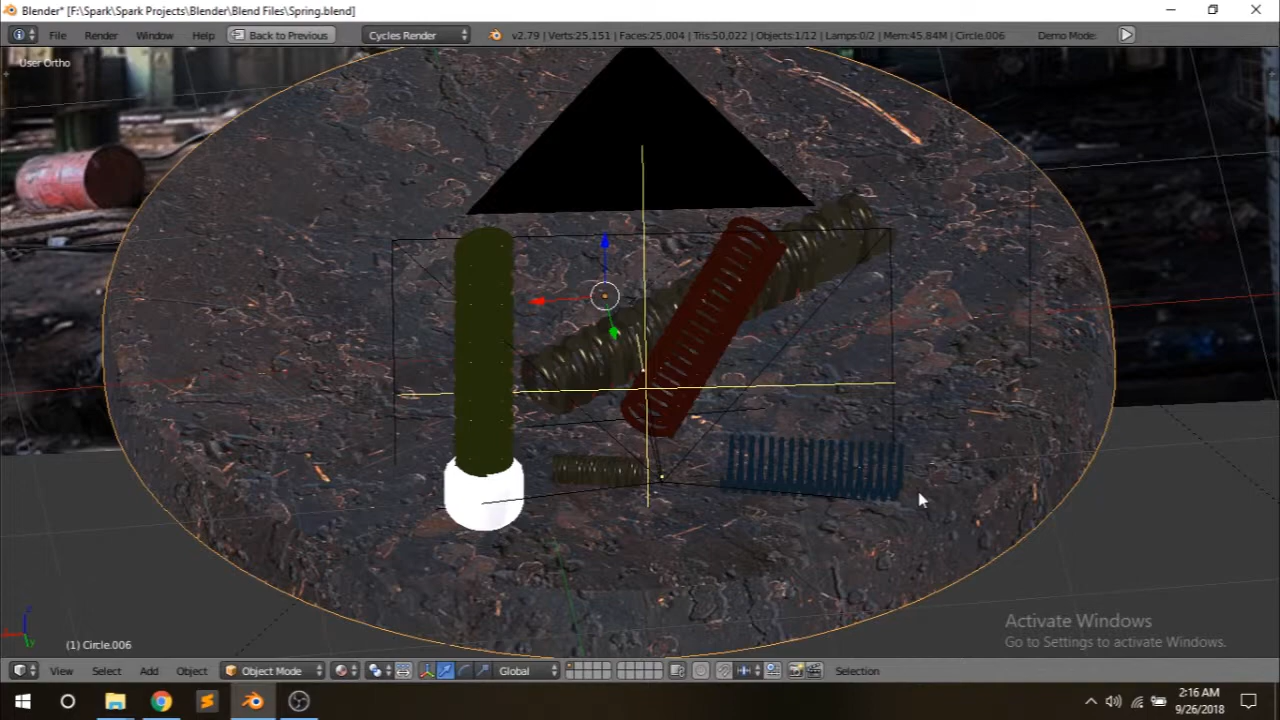 Blender* [F:\Spark\Spark Projects\Blender\Blend Files\Spring.blend]
File Render Window Help Back to Previous Cycles Render v2.79 | Verts:25,151 | Faces:25,004 | Tris:50,022 | Objects:1/12 | Lamps:0/2 | Mem:45.84M | Circle.006 Demo Mode:
User Ortho
Activate Windows
Go to Settings to activate Windows.
(1) Circle.006
View Select Add Object Object Mode Global Selection
2:16 AM
9/26/2018